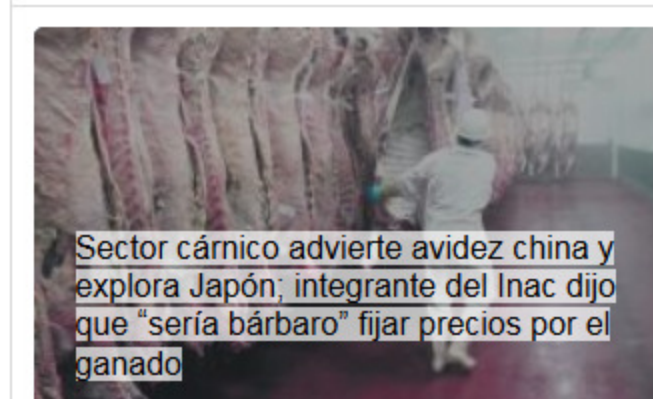 Sector cárnico advierte avidez china y
explora Japón; integrante del Inac dijo
que “sería bárbaro” fijar precios por el
ganado